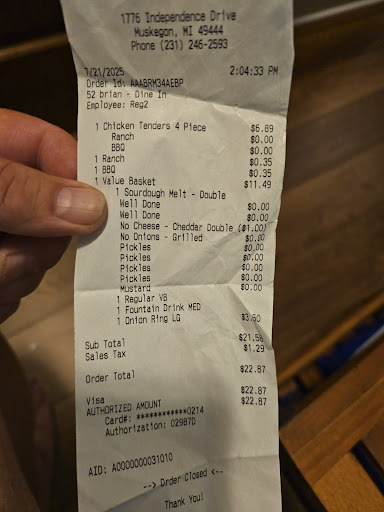 1776 Independence Drive
Muskegon, MI 49444
Phone (231) 246-2593
7/21/2025 2:04:33 PM
Order Id: AAABRM34AEBP
52 brian - Dine In
Employee: Reg2
1 Chicken Tenders 4 Piece $6.89
Ranch $0.00
BBQ $0.00
1 Ranch $0.35
1 BBQ $0.35
1 Value Basket $11.49
1 Sourdough Melt - Double
Well Done $0.00
Well Done $0.00
No Cheese - Cheddar Double ($1.00)
No Onions - Grilled $0.00
Pickles $0.00
Pickles $0.00
Pickles $0.00
Pickles $0.00
Mustard $0.00
1 Regular VB
1 Fountain Drink MED
1 Onion Ring LG $3.50
Sub Total $21.58
Sales Tax $1.29
Order Total $22.87
Visa $22.87
AUTHORIZED AMOUNT $22.87
Card#: ************0214
Authorization: 02987D
AID: A0000000031010
--> Order Closed <--
Thank You!